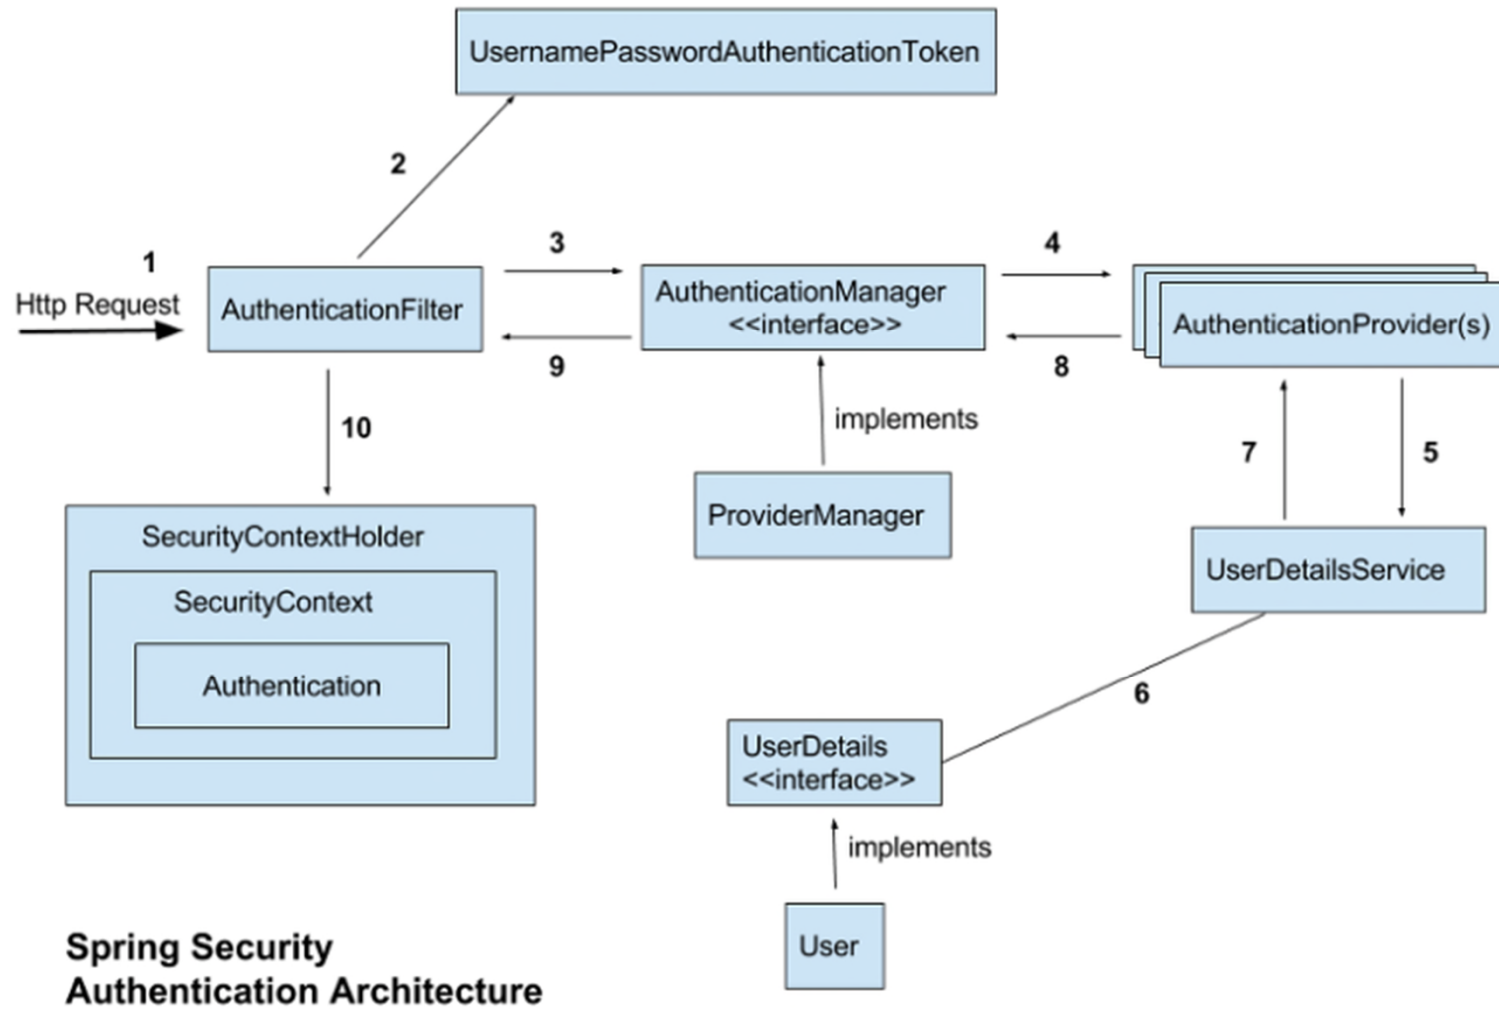 UsernamePasswordAuthenticationToken
2
1
3
4
Http Request
AuthenticationFilter
AuthenticationManager
<<interface>>
AuthenticationProvider(s)
9
8
10
implements
7
5
ProviderManager
SecurityContextHolder
SecurityContext
Authentication
UserDetailsService
6
UserDetails
<<interface>>
implements
User
Spring Security
Authentication Architecture